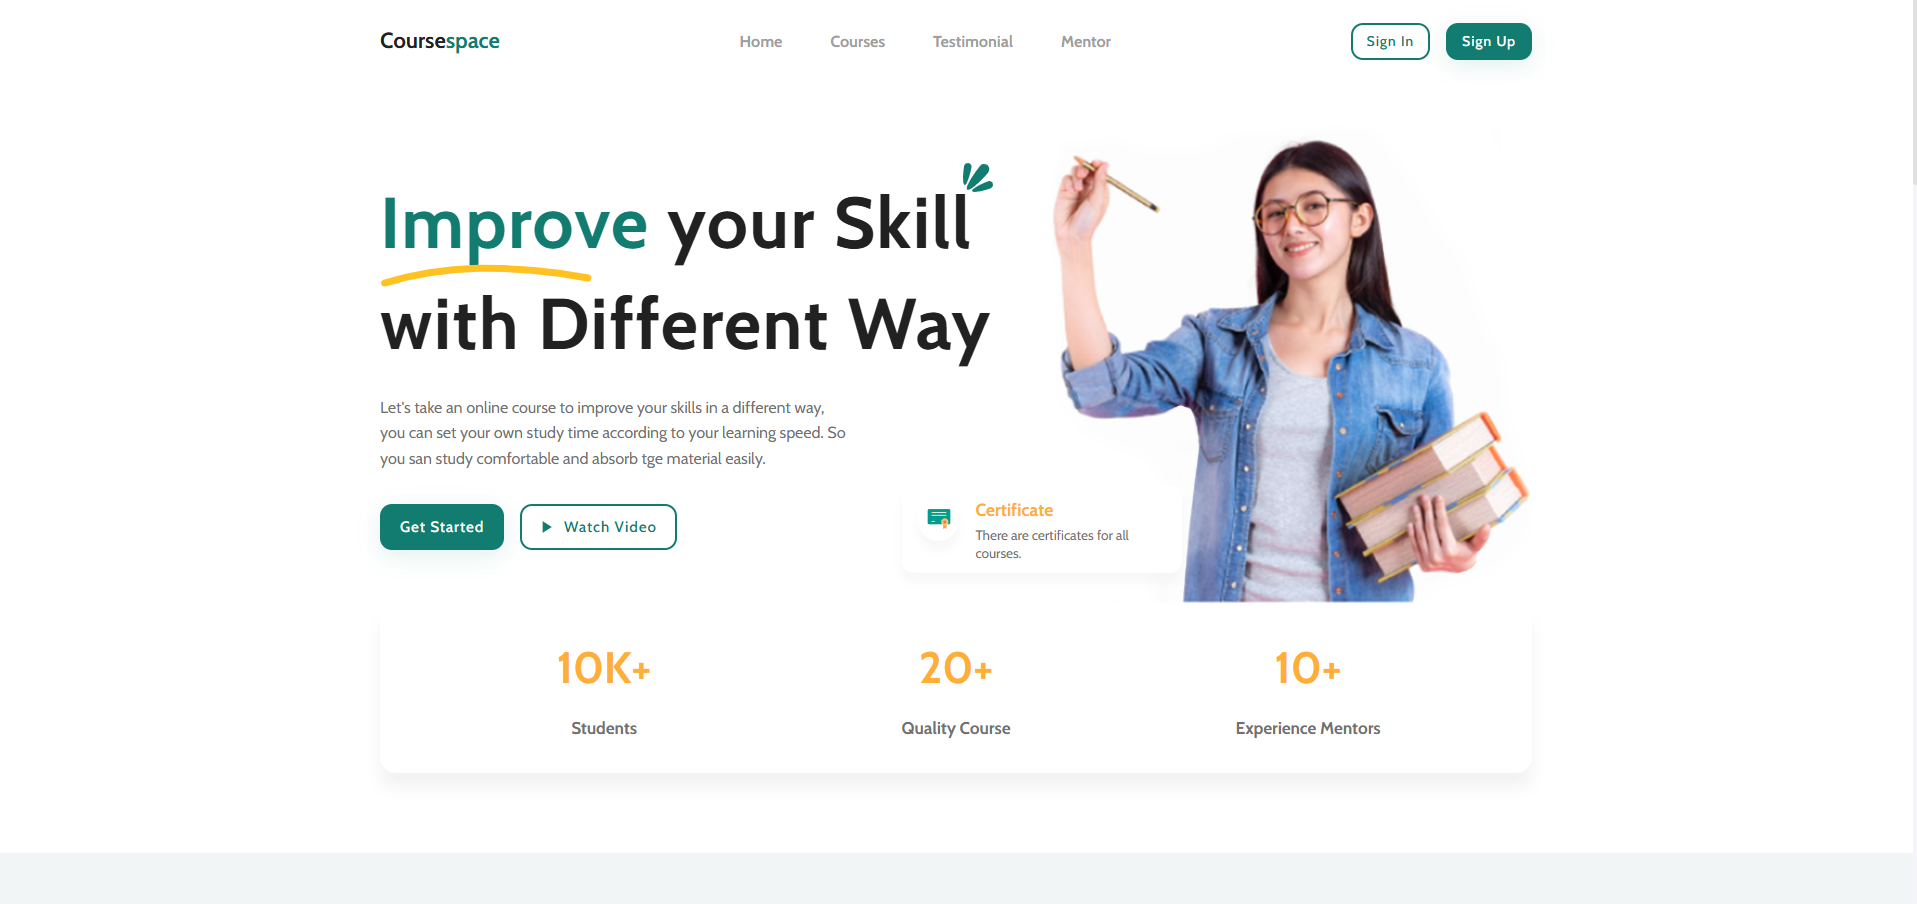 Coursespace
Home
Courses
Testimonial
Mentor
Sign In
Sign Up
Improve your Skill
with Different Way
Let's take an online course to improve your skills in a different way,
you can set your own study time according to your learning speed. So
you san study comfortable and absorb tge material easily.
Get Started
Watch Video
Certificate
There are certificates for all
courses.
10K+
Students
20+
Quality Course
10+
Experience Mentors